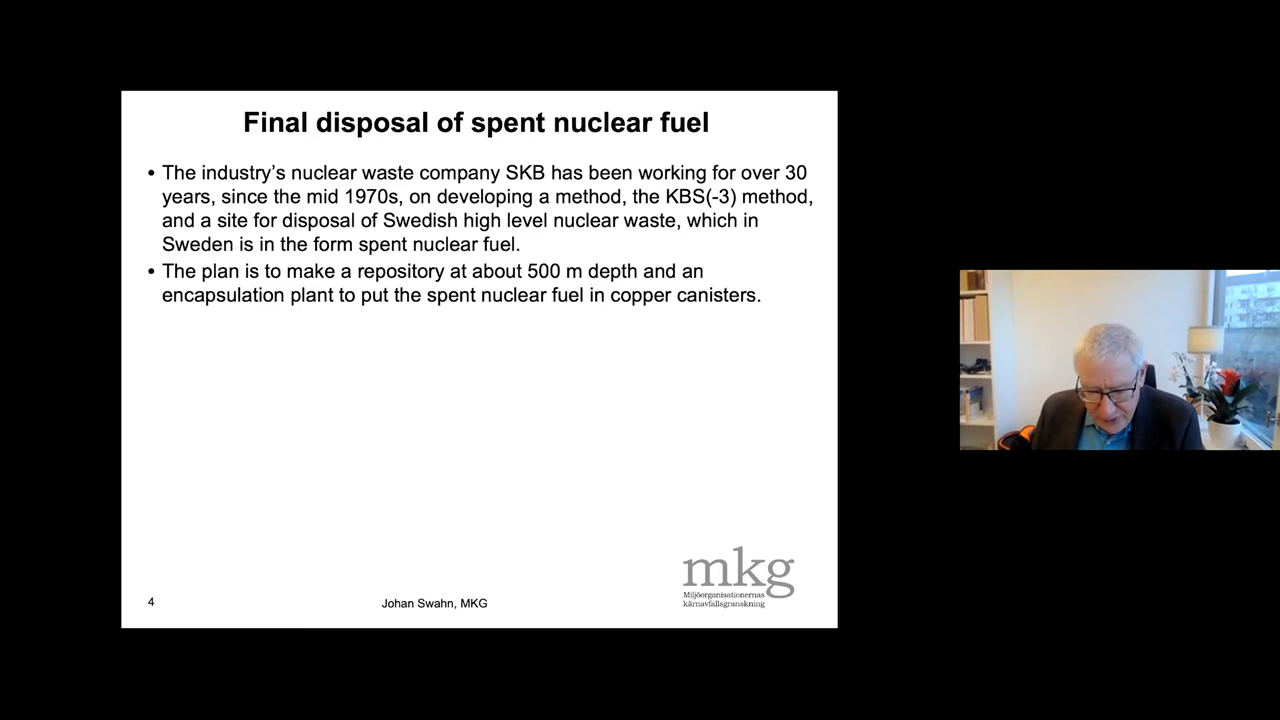 Final disposal of spent nuclear fuel
• The industry's nuclear waste company SKB has been working for over 30
years, since the mid 1970s, on developing a method, the KBS(-3) method,
and a site for disposal of Swedish high level nuclear waste, which in
Sweden is in the form spent nuclear fuel.
• The plan is to make a repository at about 500 m depth and an
encapsulation plant to put the spent nuclear fuel in copper canisters.
mkg
Miljöorganisationernas
kärnavfallsgranskning
4
Johan Swahn, MKG